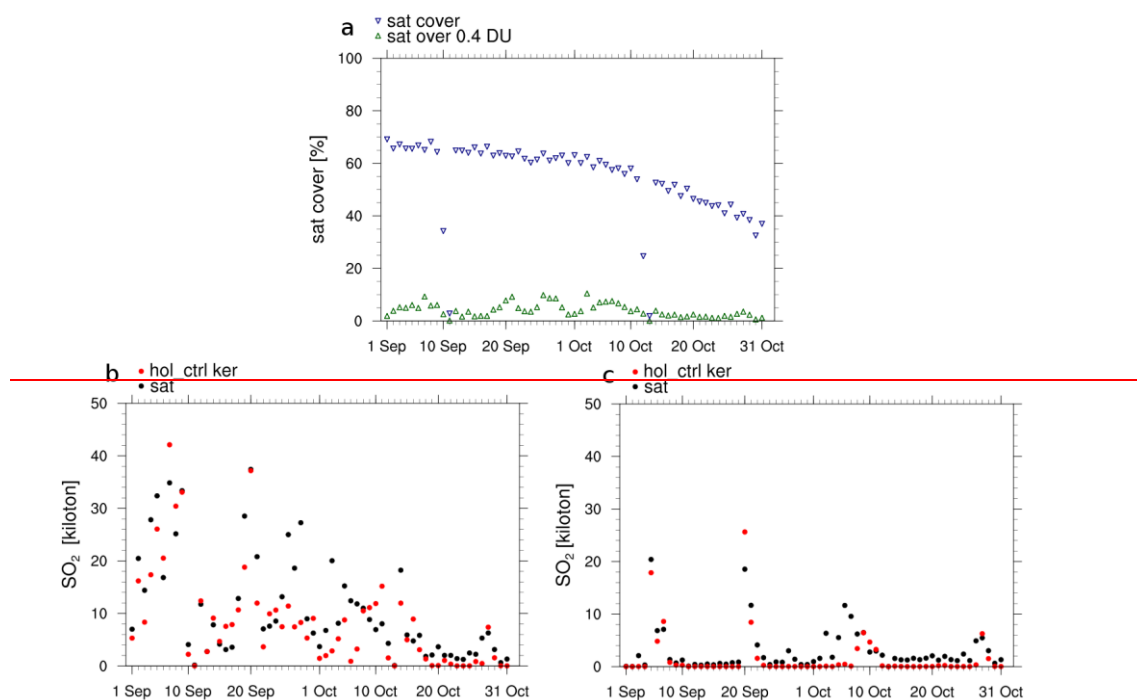 a
sat cover
sat over 0.4 DU
100
80
60
40
20
0
sat cover [%]
1 Sep 10 Sep 20 Sep 1 Oct 10 Oct 20 Oct 31 Oct
b
hol_ctrl ker
sat
50
40
30
20
10
0
SO₂ [kiloton]
1 Sep 10 Sep 20 Sep 1 Oct 10 Oct 20 Oct 31 Oct
c
hol_ctrl ker
sat
50
40
30
20
10
0
SO₂ [kiloton]
1 Sep 10 Sep 20 Sep 1 Oct 10 Oct 20 Oct 31 Oct